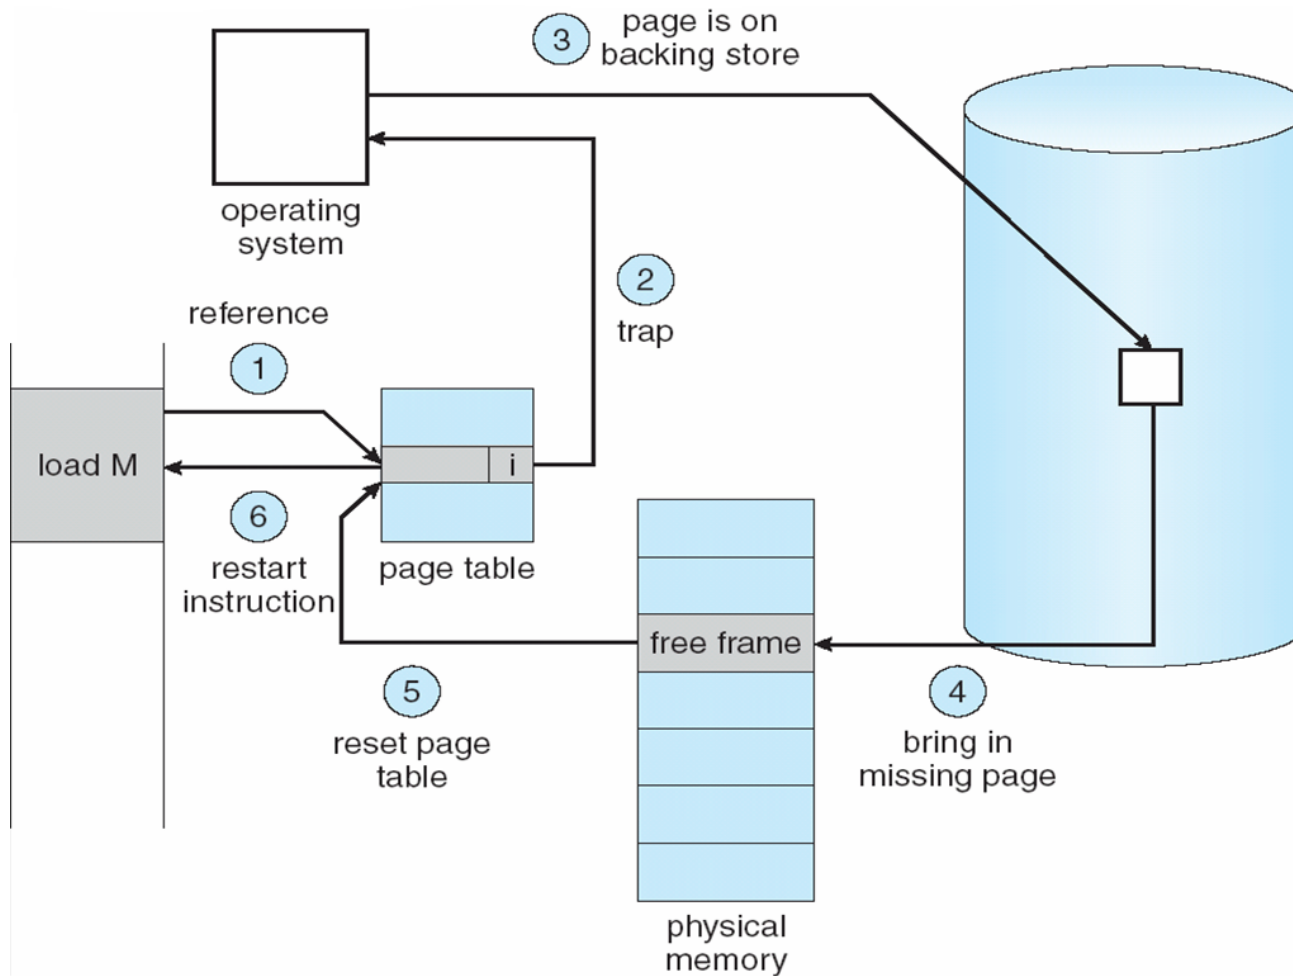 3
page is on
backing store
operating
system
2
trap
reference
1
load M
i
6
restart
instruction
page table
free frame
5
reset page
table
4
bring in
missing page
physical
memory